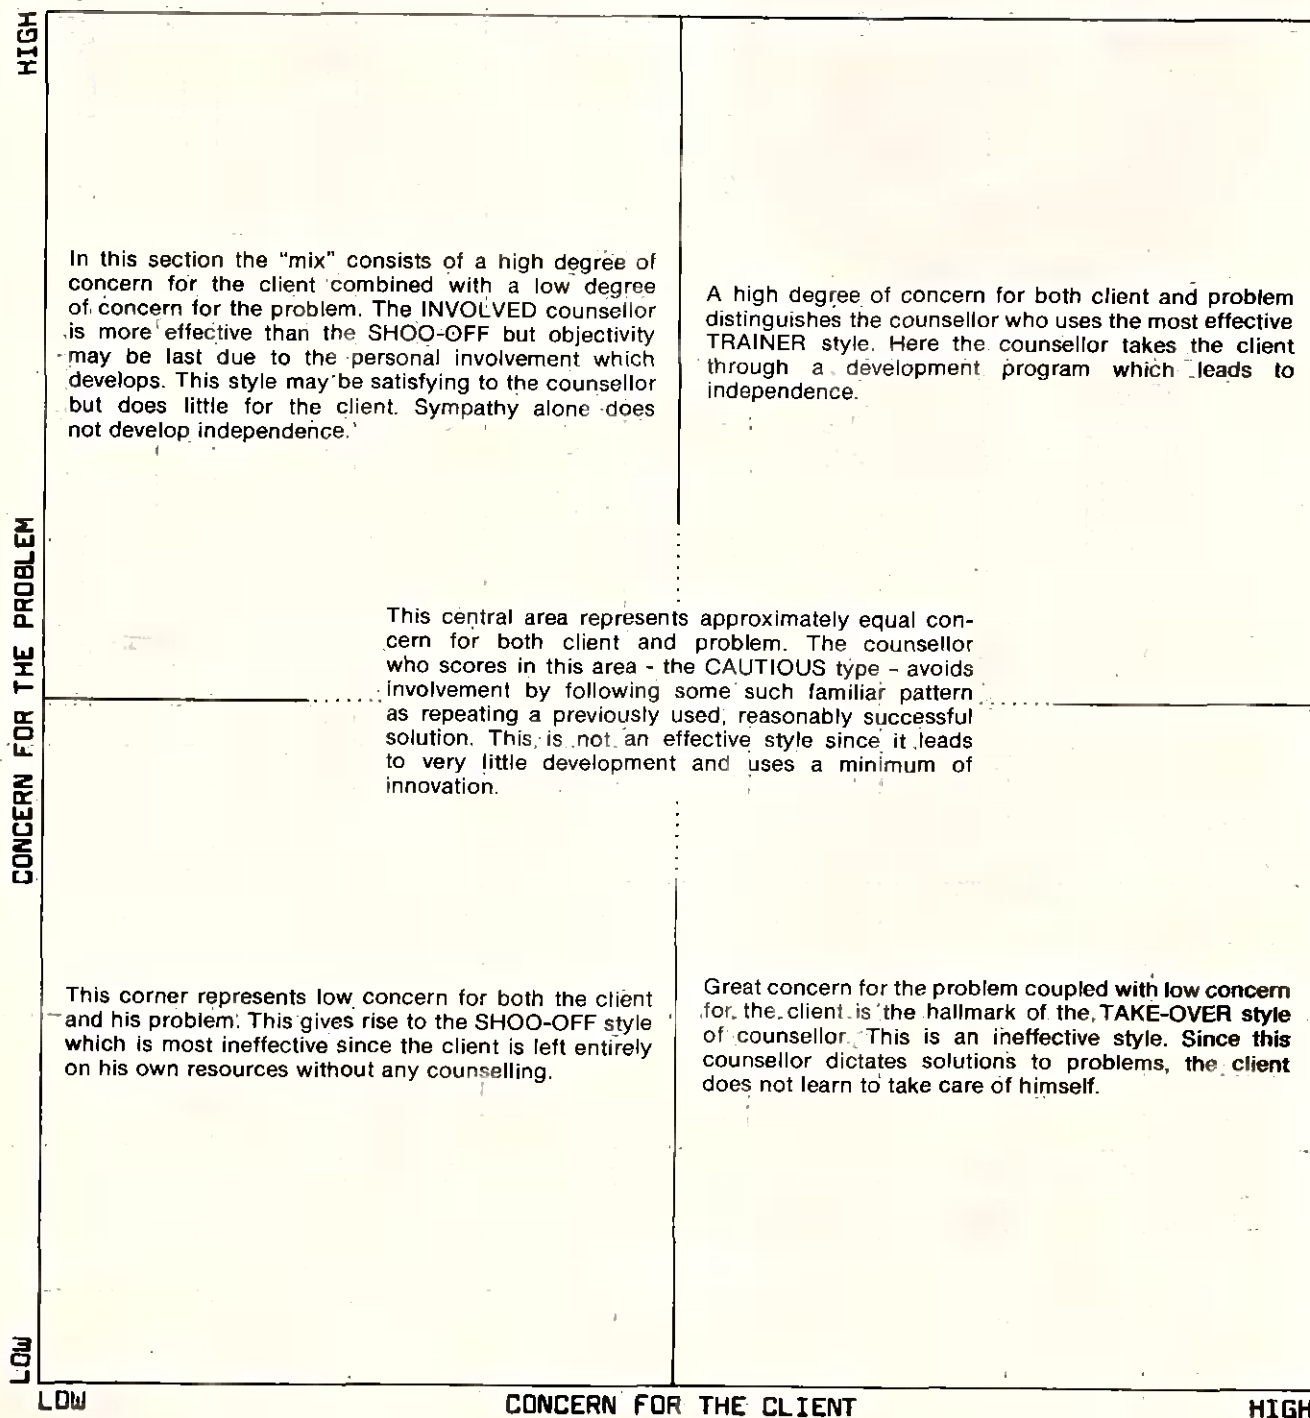 HIGH
In this section the “mix” consists of a high degree of
concern for the client combined with a low degree
of concern for the problem. The INVOLVED counsellor
is more effective than the SHOO-OFF but objectivity
may be last due to the personal involvement which
develops. This style may be satisfying to the counsellor
but does little for the client. Sympathy alone does
not develop independence.
A high degree of concern for both client and problem
distinguishes the counsellor who uses the most effective
TRAINER style. Here the counsellor takes the client
through a development program which leads to
independence.
CONCERN FOR THE PROBLEM
This central area represents approximately equal con-
cern for both client and problem. The counsellor
who scores in this area - the CAUTIOUS type - avoids
involvement by following some such familiar pattern
as repeating a previously used, reasonably successful
solution. This is not an effective style since it leads
to very little development and uses a minimum of
innovation.
This corner represents low concern for both the client
and his problem. This gives rise to the SHOO-OFF style
which is most ineffective since the client is left entirely
on his own resources without any counselling.
Great concern for the problem coupled with low concern
for the client is the hallmark of the TAKE-OVER style
of counsellor. This is an ineffective style. Since this
counsellor dictates solutions to problems, the client
does not learn to take care of himself.
LOW
LOW
CONCERN FOR THE CLIENT
HIGH